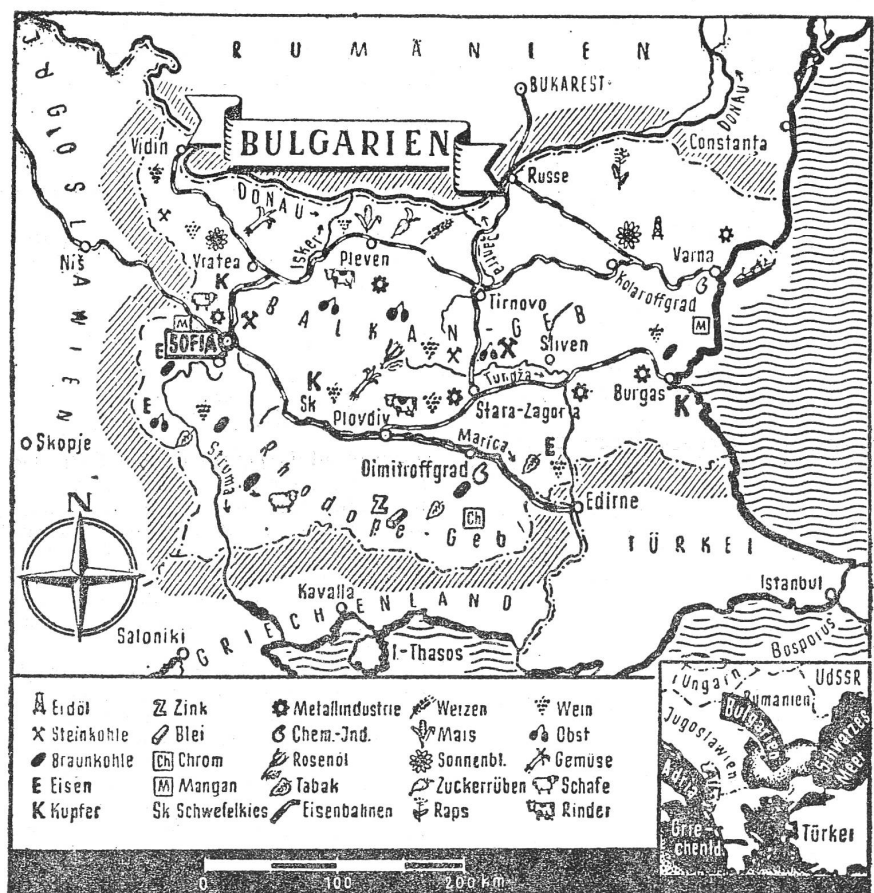 RUMÄNIEN
BUKAREST
JUGOSLAWIEN
BULGARIEN
Vidin
DONAU
Constanța
Russe
DONAU
Isker
Pleven
Niš
Vratea
Varna
Kolaroffgrad
K
Tirnovo
M
BALKAN-GEB
M
SOFIA
E
Sliven
Tundža
K
Sk
Burgas
K
Stara-Zagora
E
Plovdiv
Skopje
Struma
Marica
E
Dimitroffgrad
Rhodope-Geb
Z
Ch
Edirne
N
TÜRKEI
Kavalla
Istanbul
GRIECHENLAND
Saloniki
I.-Thasos
Bosporus
Erdöl
Z Zink
Metallindustrie
Weizen
Wein
Steinkohle
Blei
Chem.-Ind.
Mais
Obst
Braunkohle
Ch Chrom
Rosenöl
Sonnenbl.
Gemüse
E Eisen
M Mangan
Tabak
Zuckerrüben
Schafe
K Kupfer
Sk Schwefelkies
Eisenbahnen
Raps
Rinder
UdSSR
Ungarn
Rumänien
Jugoslawien
Bulgarien
Schwarzes
Meer
Adria
Grie-
chenld.
Türkei
0 100 200 km